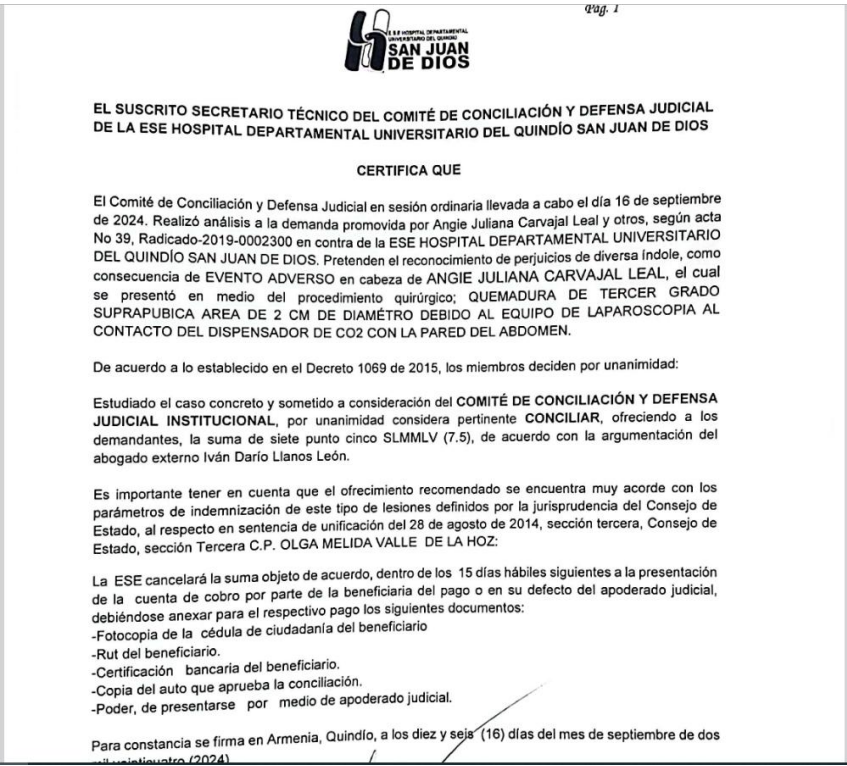 Pág. 1
E.S.E HOSPITAL DEPARTAMENTAL
UNIVERSITARIO DEL QUINDÍO
SAN JUAN
DE DIOS
EL SUSCRITO SECRETARIO TÉCNICO DEL COMITÉ DE CONCILIACIÓN Y DEFENSA JUDICIAL
DE LA ESE HOSPITAL DEPARTAMENTAL UNIVERSITARIO DEL QUINDÍO SAN JUAN DE DIOS
CERTIFICA QUE
El Comité de Conciliación y Defensa Judicial en sesión ordinaria llevada a cabo el día 16 de septiembre
de 2024. Realizó análisis a la demanda promovida por Angie Juliana Carvajal Leal y otros, según acta
No 39, Radicado-2019-0002300 en contra de la ESE HOSPITAL DEPARTAMENTAL UNIVERSITARIO
DEL QUINDÍO SAN JUAN DE DIOS. Pretenden el reconocimiento de perjuicios de diversa índole, como
consecuencia de EVENTO ADVERSO en cabeza de ANGIE JULIANA CARVAJAL LEAL, el cual
se presentó en medio del procedimiento quirúrgico; QUEMADURA DE TERCER GRADO
SUPRAPUBICA AREA DE 2 CM DE DIAMÉTRO DEBIDO AL EQUIPO DE LAPAROSCOPIA AL
CONTACTO DEL DISPENSADOR DE CO2 CON LA PARED DEL ABDOMEN.
De acuerdo a lo establecido en el Decreto 1069 de 2015, los miembros deciden por unanimidad:
Estudiado el caso concreto y sometido a consideración del COMITÉ DE CONCILIACIÓN Y DEFENSA
JUDICIAL INSTITUCIONAL, por unanimidad considera pertinente CONCILIAR, ofreciendo a los
demandantes, la suma de siete punto cinco SLMMLV (7.5), de acuerdo con la argumentación del
abogado externo Iván Darío Llanos León.
Es importante tener en cuenta que el ofrecimiento recomendado se encuentra muy acorde con los
parámetros de indemnización de este tipo de lesiones definidos por la jurisprudencia del Consejo de
Estado, al respecto en sentencia de unificación del 28 de agosto de 2014, sección tercera, Consejo de
Estado, sección Tercera C.P. OLGA MELIDA VALLE DE LA HOZ:
La ESE cancelará la suma objeto de acuerdo, dentro de los 15 días hábiles siguientes a la presentación
de la cuenta de cobro por parte de la beneficiaria del pago o en su defecto del apoderado judicial,
debiéndose anexar para el respectivo pago los siguientes documentos:
-Fotocopia de la cédula de ciudadanía del beneficiario
-Rut del beneficiario.
-Certificación bancaria del beneficiario.
-Copia del auto que aprueba la conciliación.
-Poder, de presentarse por medio de apoderado judicial.
Para constancia se firma en Armenia, Quindío, a los diez y seis (16) días del mes de septiembre de dos
mil veinticuatro (2024)